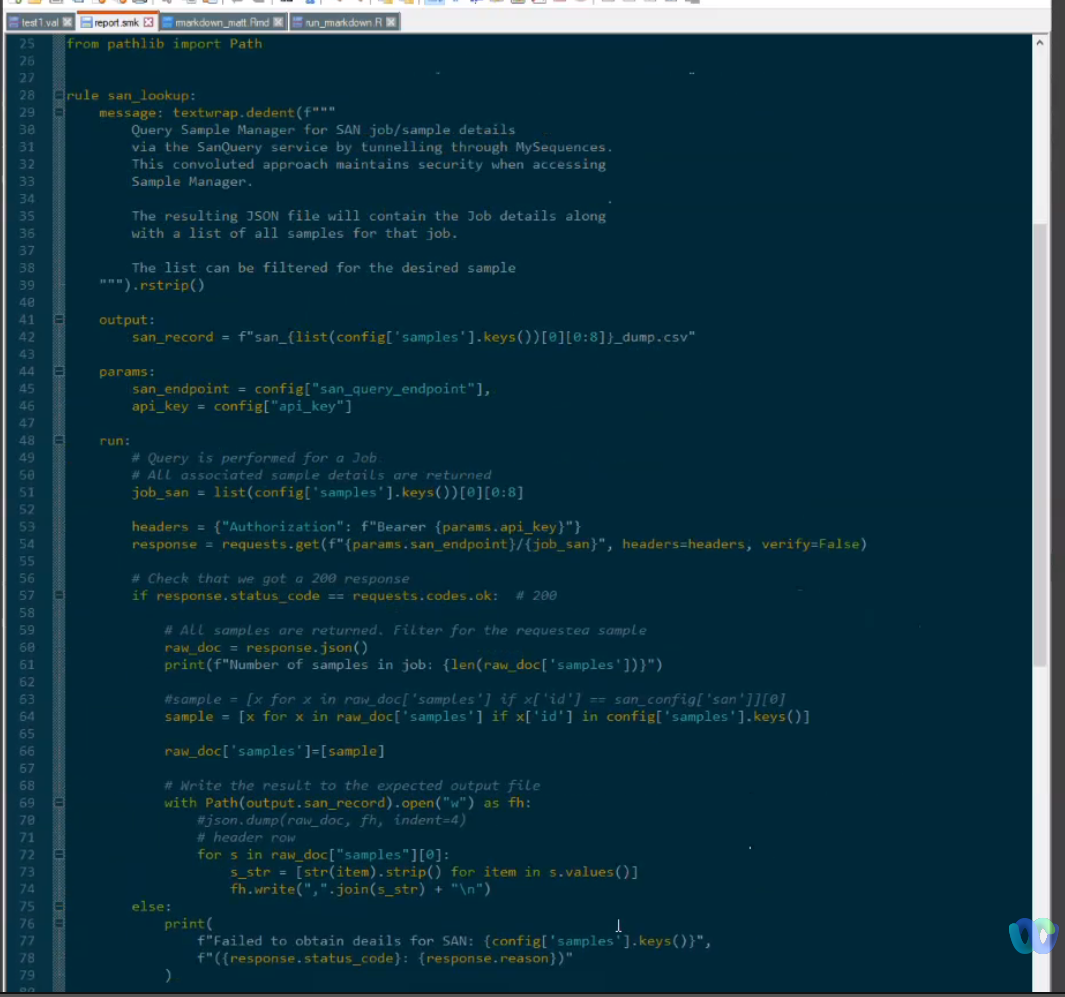 test1.val report.smk rmarkdown_matt.Rmd run_markdown.R
25 from pathlib import Path
26
27
28 rule san_lookup:
29 message: textwrap.dedent(f"""
30 Query Sample Manager for SAN job/sample details
31 via the SanQuery service by tunnelling through MySequences.
32 This convoluted approach maintains security when accessing
33 Sample Manager.
34
35 The resulting JSON file will contain the Job details along
36 with a list of all samples for that job.
37
38 The list can be filtered for the desired sample
39 """).rstrip()
40
41 output:
42 san_record = f"san_{list(config['samples'].keys())[0][0:8]}_dump.csv"
43
44 params:
45 san_endpoint = config["san_query_endpoint"],
46 api_key = config["api_key"]
47
48 run:
49 # Query is performed for a Job
50 # All associated sample details are returned
51 job_san = list(config['samples'].keys())[0][0:8]
52
53 headers = {"Authorization": f"Bearer {params.api_key}"}
54 response = requests.get(f"{params.san_endpoint}/{job_san}", headers=headers, verify=False)
55
56 # Check that we got a 200 response
57 if response.status_code == requests.codes.ok: # 200
58
59 # All samples are returned. Filter for the requested sample
60 raw_doc = response.json()
61 print(f"Number of samples in job: {len(raw_doc['samples'])}")
62
63 #sample = [x for x in raw_doc['samples'] if x['id'] == san_config['san']][0]
64 sample = [x for x in raw_doc['samples'] if x['id'] in config['samples'].keys()]
65
66 raw_doc['samples']=[sample]
67
68 # Write the result to the expected output file
69 with Path(output.san_record).open("w") as fh:
70 #json.dump(raw_doc, fh, indent=4)
71 # header row
72 for s in raw_doc["samples"][0]:
73 s_str = [str(item).strip() for item in s.values()]
74 fh.write(",".join(s_str) + "\n")
75 else:
76 print(
77 f"Failed to obtain deails for SAN: {config['samples'].keys()}",
78 f"({response.status_code}: {response.reason})"
79 )